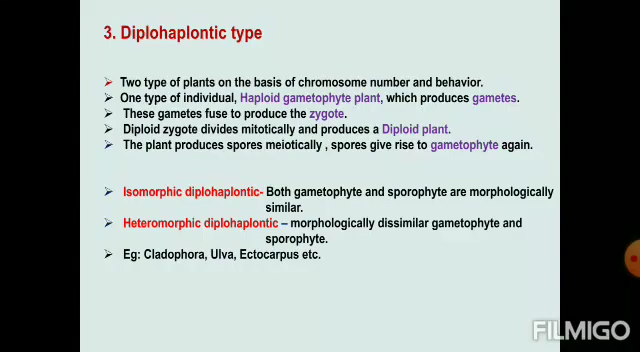 3. Diplohaplontic type
Two type of plants on the basis of chromosome number and behavior.
One type of individual, Haploid gametophyte plant, which produces gametes.
These gametes fuse to produce the zygote.
Diploid zygote divides mitotically and produces a Diploid plant.
The plant produces spores meiotically , spores give rise to gametophyte again.
Isomorphic diplohaplontic- Both gametophyte and sporophyte are morphologically
similar.
Heteromorphic diplohaplontic – morphologically dissimilar gametophyte and
sporophyte.
Eg: Cladophora, Ulva, Ectocarpus etc.
FILMIGO